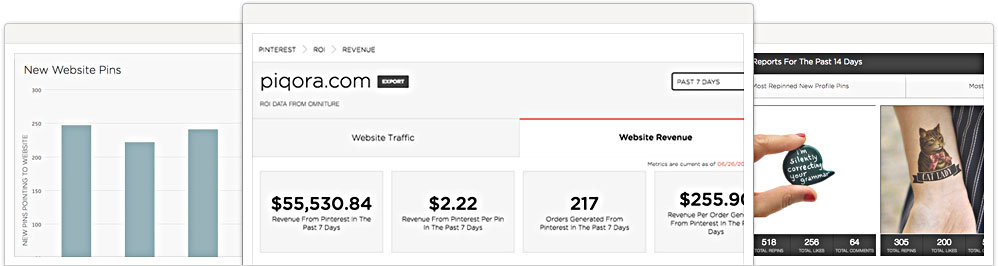 New Website Pins
300
250
200
150
100
NEW PINS POINTING TO WEBSITE
PINTEREST
ROI
REVENUE
piqora.com
EXPORT
PAST 7 DAYS
ROI DATA FROM OMNITURE
Website Traffic
Website Revenue
Metrics are current as of 06/26/20
$55,530.84
Revenue From Pinterest In The
Past 7 Days
$2.22
Revenue From Pinterest Per Pin
In The Past 7 Days
217
Orders Generated From
Pinterest In The Past 7 Days
$255.90
Revenue Per Order Gene
From Pinterest In The Pa
Days
Reports For The Past 14 Days
Most Repinned New Profile Pins
Most
I'm
silently
correcting
your
grammar.
CAT LADY
518
TOTAL REPINS
256
TOTAL LIKES
64
TOTAL COMMENTS
305
TOTAL REPINS
200
TOTAL LIKES